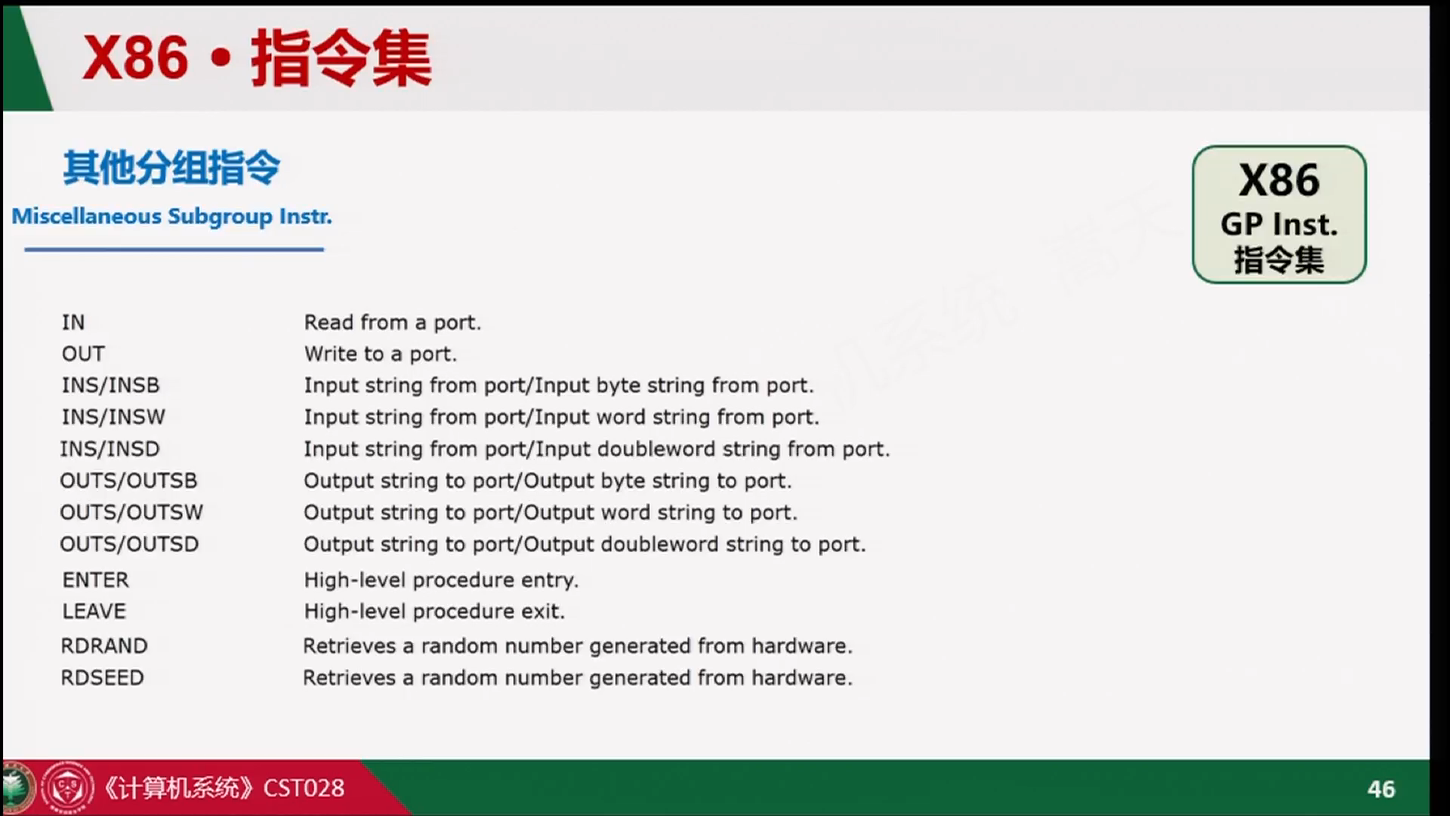 X86 • 指令集
其他分组指令
Miscellaneous Subgroup Instr.
X86
GP Inst.
指令集
IN Read from a port.
OUT Write to a port.
INS/INSB Input string from port/Input byte string from port.
INS/INSW Input string from port/Input word string from port.
INS/INSD Input string from port/Input doubleword string from port.
OUTS/OUTSB Output string to port/Output byte string to port.
OUTS/OUTSW Output string to port/Output word string to port.
OUTS/OUTSD Output string to port/Output doubleword string to port.
ENTER High-level procedure entry.
LEAVE High-level procedure exit.
RDRAND Retrieves a random number generated from hardware.
RDSEED Retrieves a random number generated from hardware.
《计算机系统》CST028
46